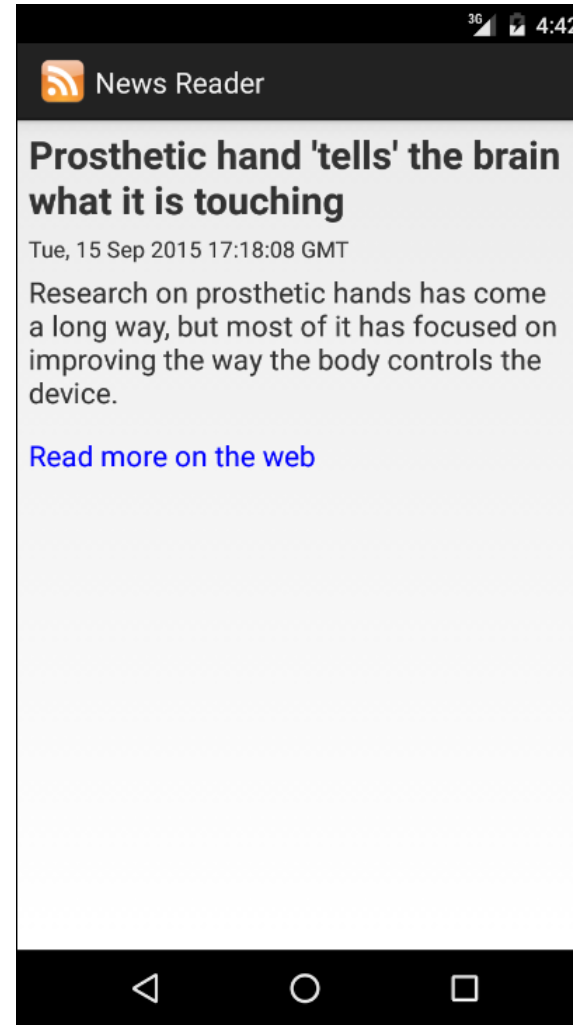 3G 4:42
News Reader
Prosthetic hand 'tells' the brain
what it is touching
Tue, 15 Sep 2015 17:18:08 GMT
Research on prosthetic hands has come
a long way, but most of it has focused on
improving the way the body controls the
device.
Read more on the web